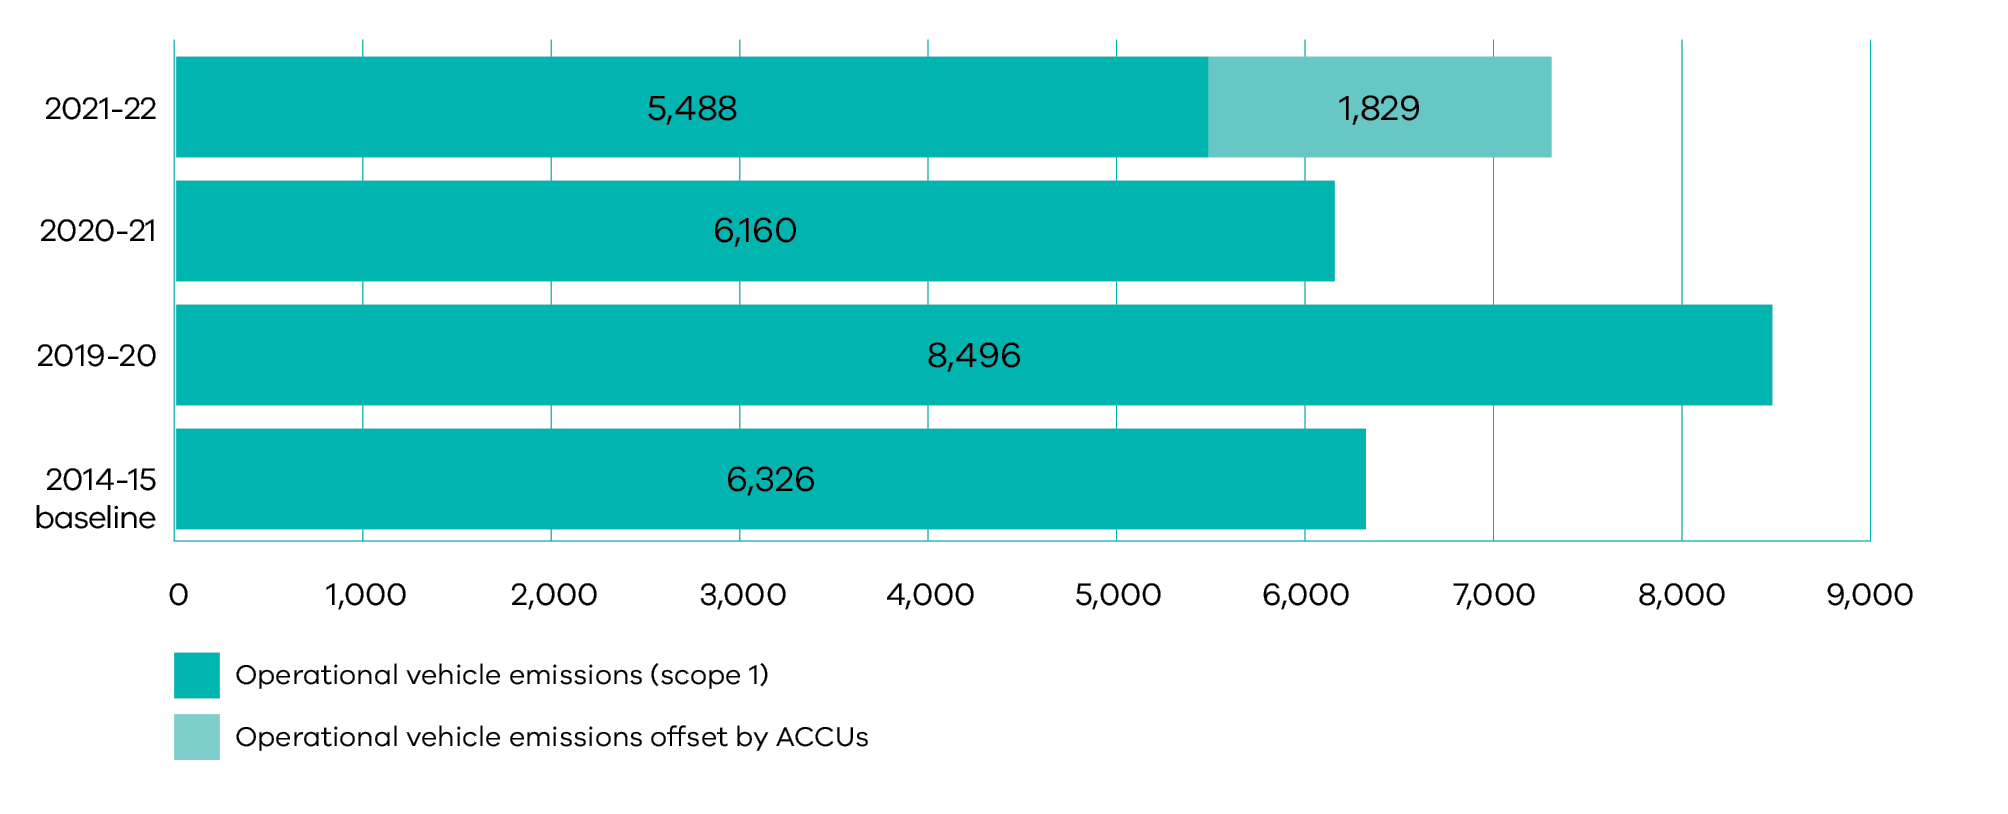 2021-22
5,488
1,829
2020-21
6,160
2019-20
8,496
2014-15
baseline
6,326
0 1,000 2,000 3,000 4,000 5,000 6,000 7,000 8,000 9,000
Operational vehicle emissions (scope 1)
Operational vehicle emissions offset by ACCUs